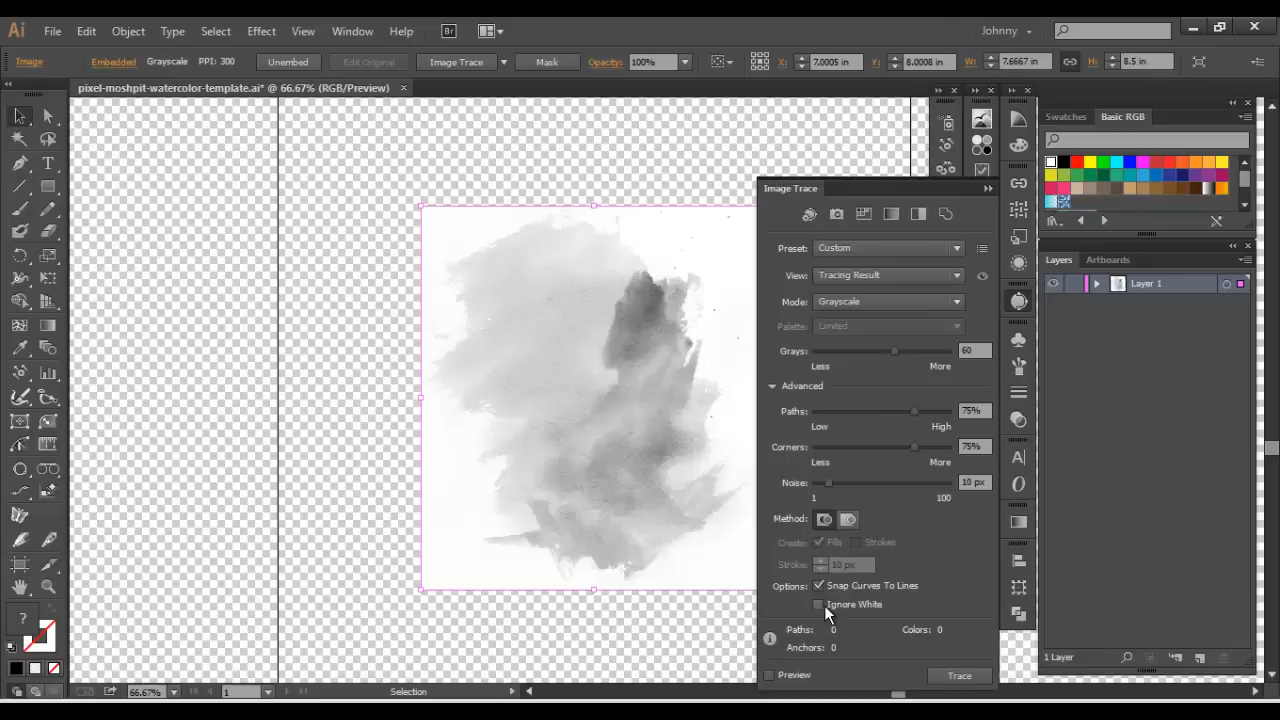 Ai File Edit Object Type Select Effect View Window Help Br Johnny
Image Embedded Grayscale PPI: 300 Unembed Edit Original Image Trace Mask Opacity: 100% X: 7.0005 in Y: 8.0008 in W: 7.6667 in H: 8.5 in
pixel-moshpit-watercolor-template.ai* @ 66.67% (RGB/Preview)
Swatches Basic RGB
Image Trace
Preset: Custom
View: Tracing Result
Mode: Grayscale
Palette: Limited
Grays: 60
Less More
Advanced
Paths: 75%
Low High
Corners: 75%
Less More
Noise: 10 px
1 100
Method:
Create: Fills Strokes
Stroke: 10 px
Options: Snap Curves To Lines
Ignore White
Paths: 0 Colors: 0
Anchors: 0
Preview Trace
Layers Artboards
Layer 1
1 Layer
66.67% 1 Selection